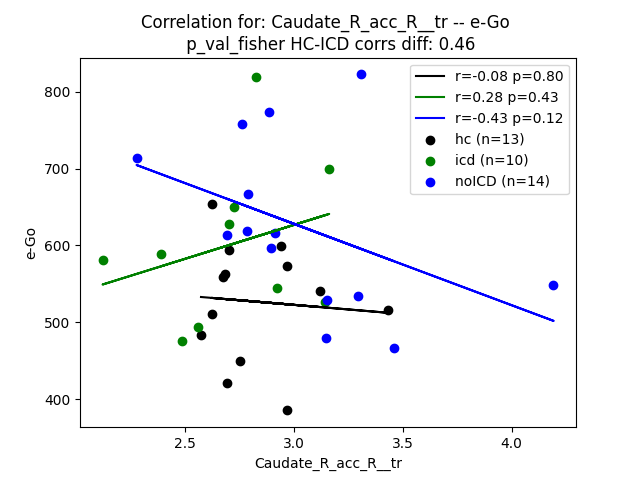 Correlation for: Caudate_R_acc_R__tr -- e-Go
p_val_fisher HC-ICD corrs diff: 0.46
r=-0.08 p=0.80
r=0.28 p=0.43
r=-0.43 p=0.12
hc (n=13)
icd (n=10)
noICD (n=14)
800
700
600
500
400
e-Go
2.5
3.0
3.5
4.0
Caudate_R_acc_R__tr